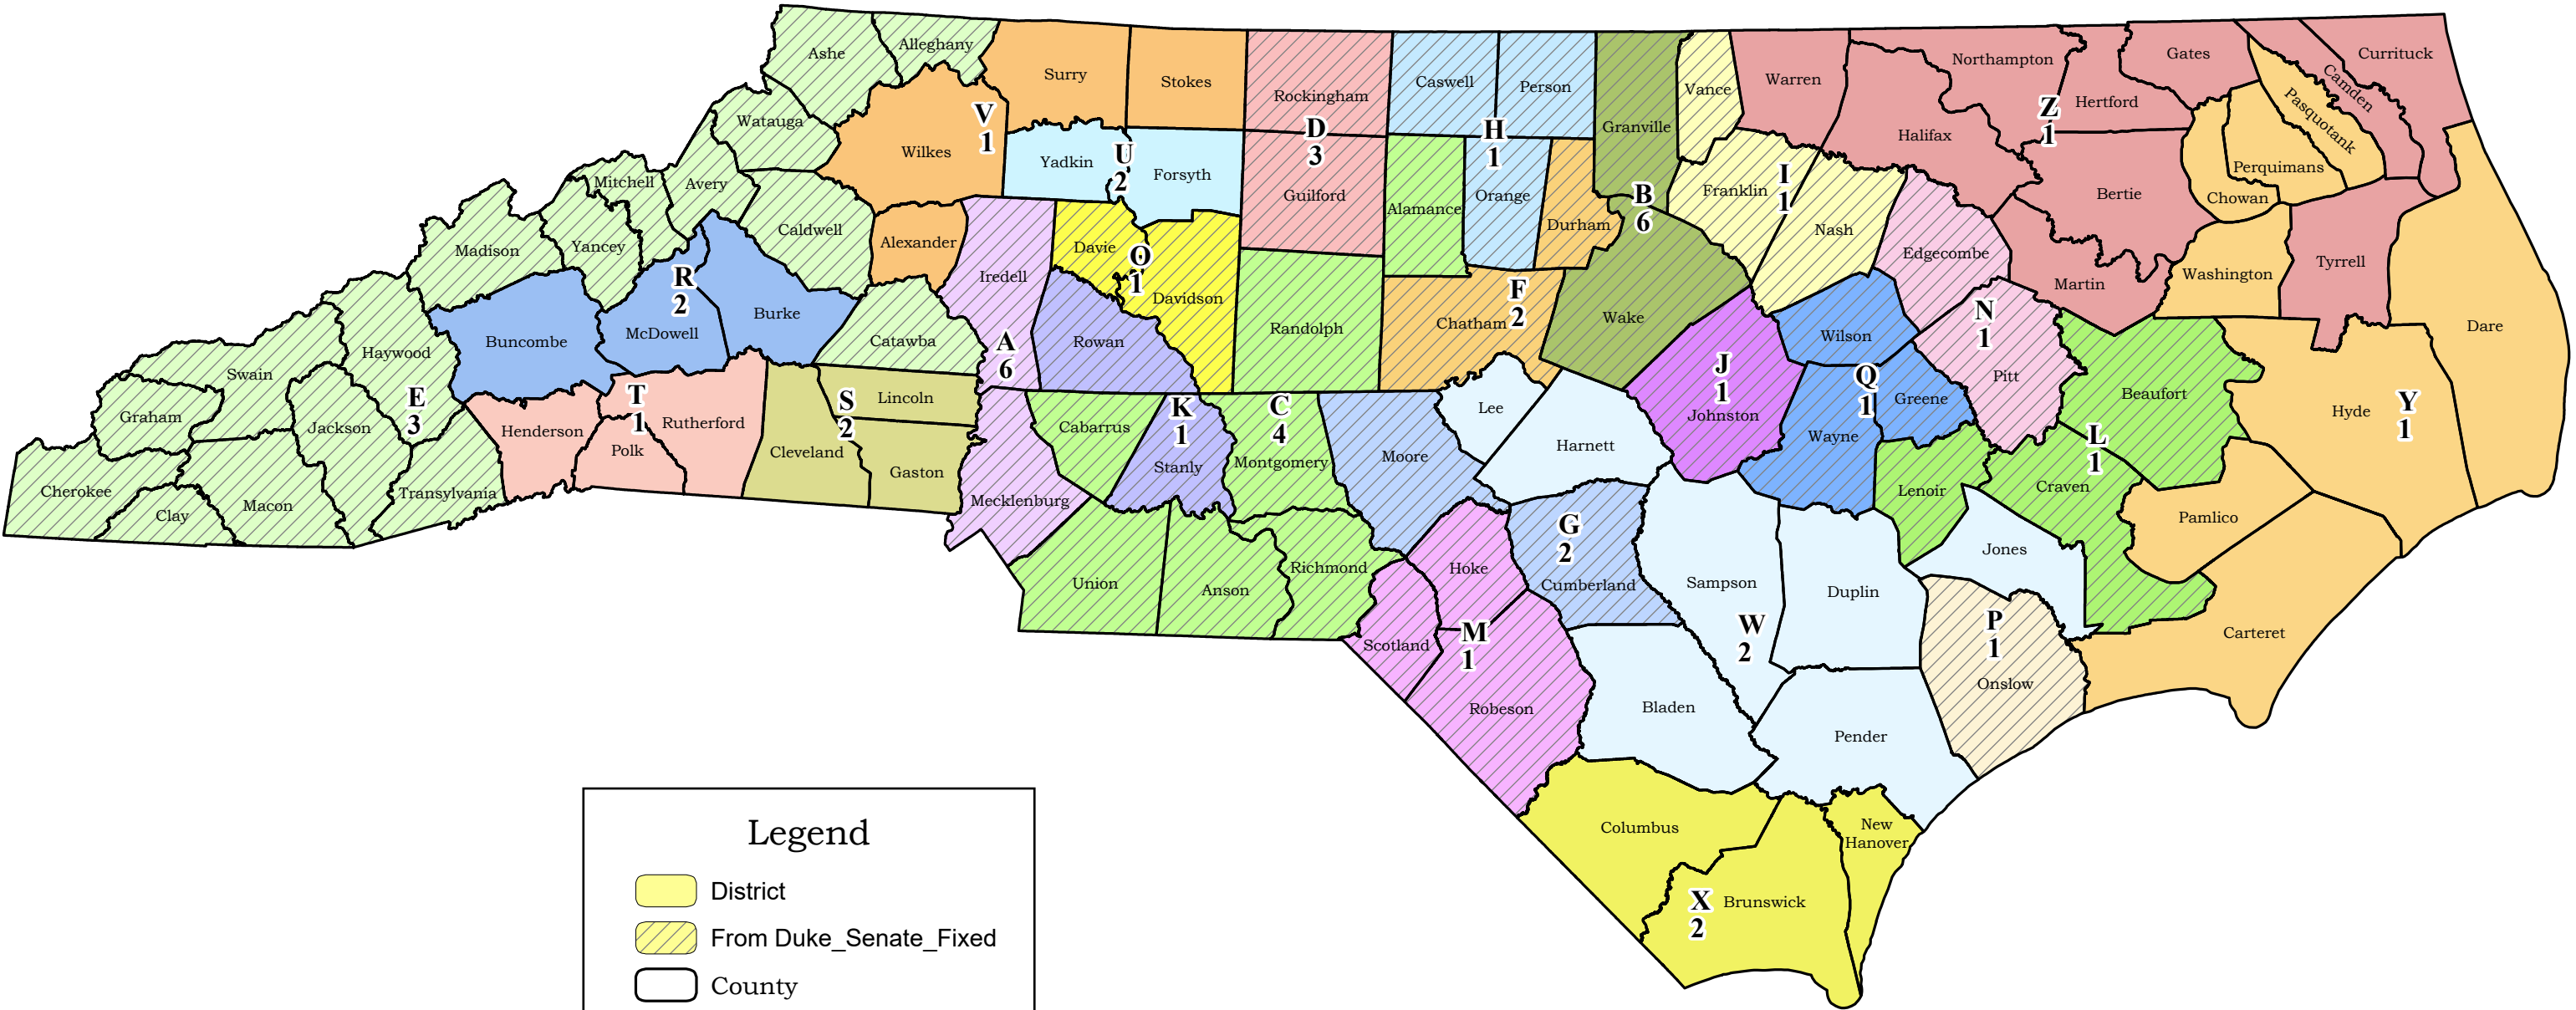 Ashe
Alleghany
Surry
Stokes
Rockingham
Caswell
Person
Granville
Vance
Warren
Northampton
Gates
Camden
Currituck
Hertford
Pasquotank
Halifax
Z
1
Watauga
V
1
Wilkes
Yadkin
U
2
Forsyth
D
3
Guilford
H
1
Orange
Alamance
Durham
B
6
Franklin
I
1
Nash
Bertie
Perquimans
Chowan
Mitchell
Avery
Caldwell
Alexander
Iredell
Davie
O
1
Davidson
Edgecombe
Martin
Washington
Tyrrell
Madison
Yancey
R
2
McDowell
Burke
Buncombe
Catawba
Rowan
Randolph
Chatham
F
2
Wake
Wilson
N
1
Pitt
Beaufort
Dare
Haywood
Swain
Graham
E
3
Jackson
A
6
J
1
Johnston
Q
1
Greene
Wayne
Hyde
Y
1
T
1
Henderson
Polk
Rutherford
S
2
Lincoln
Cleveland
Gaston
Cabarrus
K
1
Stanly
C
4
Montgomery
Moore
Lee
Harnett
L
1
Lenoir
Craven
Pamlico
Cherokee
Clay
Macon
Transylvania
Mecklenburg
Union
Anson
Richmond
Hoke
G
2
Cumberland
Sampson
Duplin
Jones
Carteret
Scotland
M
1
Robeson
W
2
P
1
Onslow
Bladen
Pender
Columbus
New
Hanover
X
2
Brunswick
Legend
District
From Duke_Senate_Fixed
County